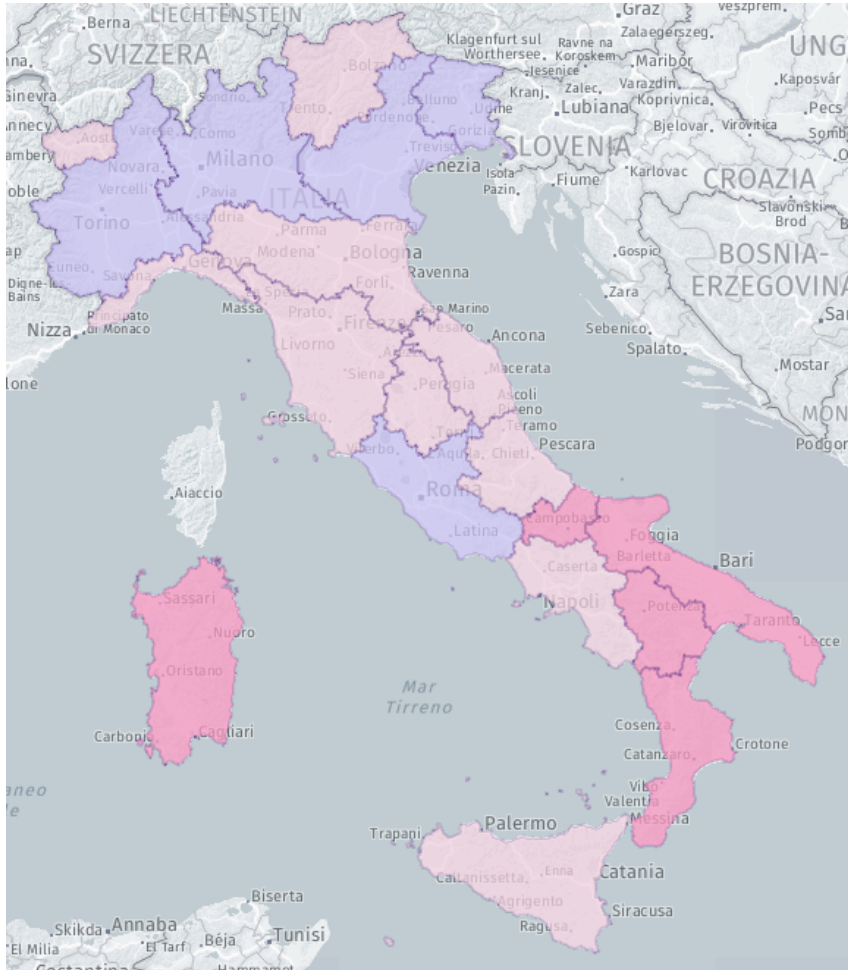 LIECHTENSTEIN
Graz
Veszprém.
Berna
Klagenfurt sul
Worthersee.
Ravne na
Koroskem
Zalaegerszeg.
SVIZZERA
UNG
Maribor
Jesenice
Bolzano
Kaposvár
Ginevra
Sondrio
Belluno
Kranj.
Zalec.
Varazdin
Koprivnica
Lubiana
Pecs
Annecy
Trento
Udine
Bjelovar
Virovitica
Somb
Varese
Como
Pordenone
Gorizia
Aosta
SLOVENIA
Treviso
Milano
Venezia
Novara
Isola
Pazin
Karlovac
Fiume
CROAZIA
Vercelli
Pavia
ITALIA
Slavonski-
Brod
Torino
Alessandria
Ferrara
Parma
Gospic
BOSNIA-
ERZEGOVINA
Modena
Bologna
Genova
Cuneo
Savona
Ravenna
Digne-les
Bains
Forlì
Zara
La Spezia
Principato
di Monaco
Massa
Prato
San Marino
Nizza
Firenze
Pesaro
Sebenico
Ancona
Spalato
Livorno
Arezzo
Mostar
Macerata
Siena
Perugia
Ascoli
Piceno
MON
Grosseto
Teramo
Terni
Podgor
Pescara
Viterbo
L'Aquila
Chieti
Aiaccio
Roma
Campobasso
Latina
Foggia
Barletta
Bari
Caserta
Sassari
Napoli
Potenza
Taranto
Nuoro
Lecce
Oristano
Mar
Tirreno
Cosenza
Carbonia
Cagliari
Crotone
Catanzaro
Vibo
Valentia
Messina
Palermo
Trapani
Catania
Enna
Caltanissetta
Agrigento
Siracusa
Ragusa
Biserta
Skikda
Annaba
Tunisi
El Milia
El Tarf
Béja
Hammamet
Costantina